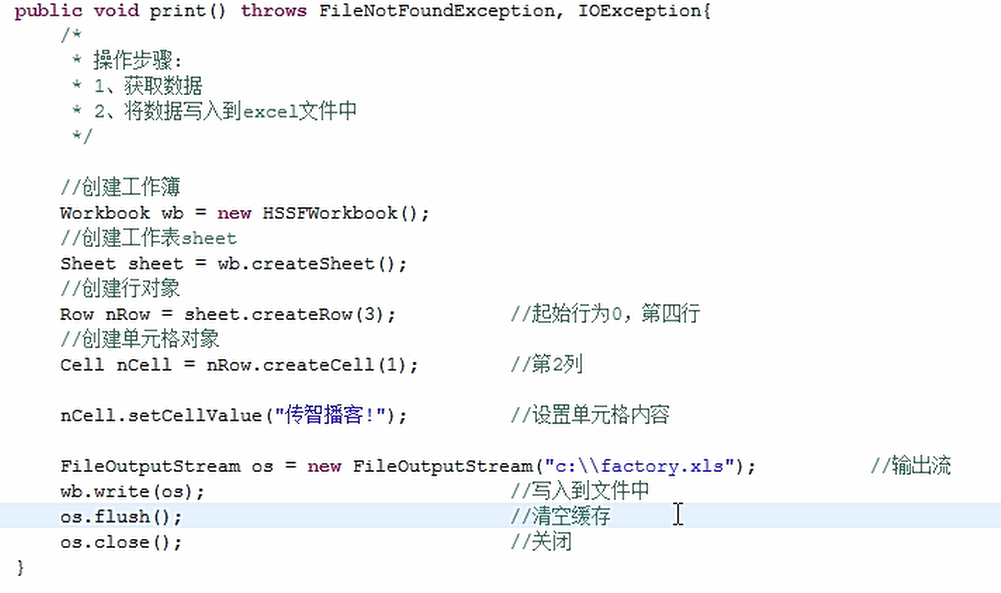 public void print() throws FileNotFoundException, IOException{
/*
* 操作步骤:
* 1、获取数据
* 2、将数据写入到excel文件中
*/
//创建工作簿
Workbook wb = new HSSFWorkbook();
//创建工作表sheet
Sheet sheet = wb.createSheet();
//创建行对象
Row nRow = sheet.createRow(3); //起始行为0，第四行
//创建单元格对象
Cell nCell = nRow.createCell(1); //第2列
nCell.setCellValue("传智播客!"); //设置单元格内容
FileOutputStream os = new FileOutputStream("c:\\factory.xls"); //输出流
wb.write(os); //写入到文件中
os.flush(); //清空缓存
os.close(); //关闭
}